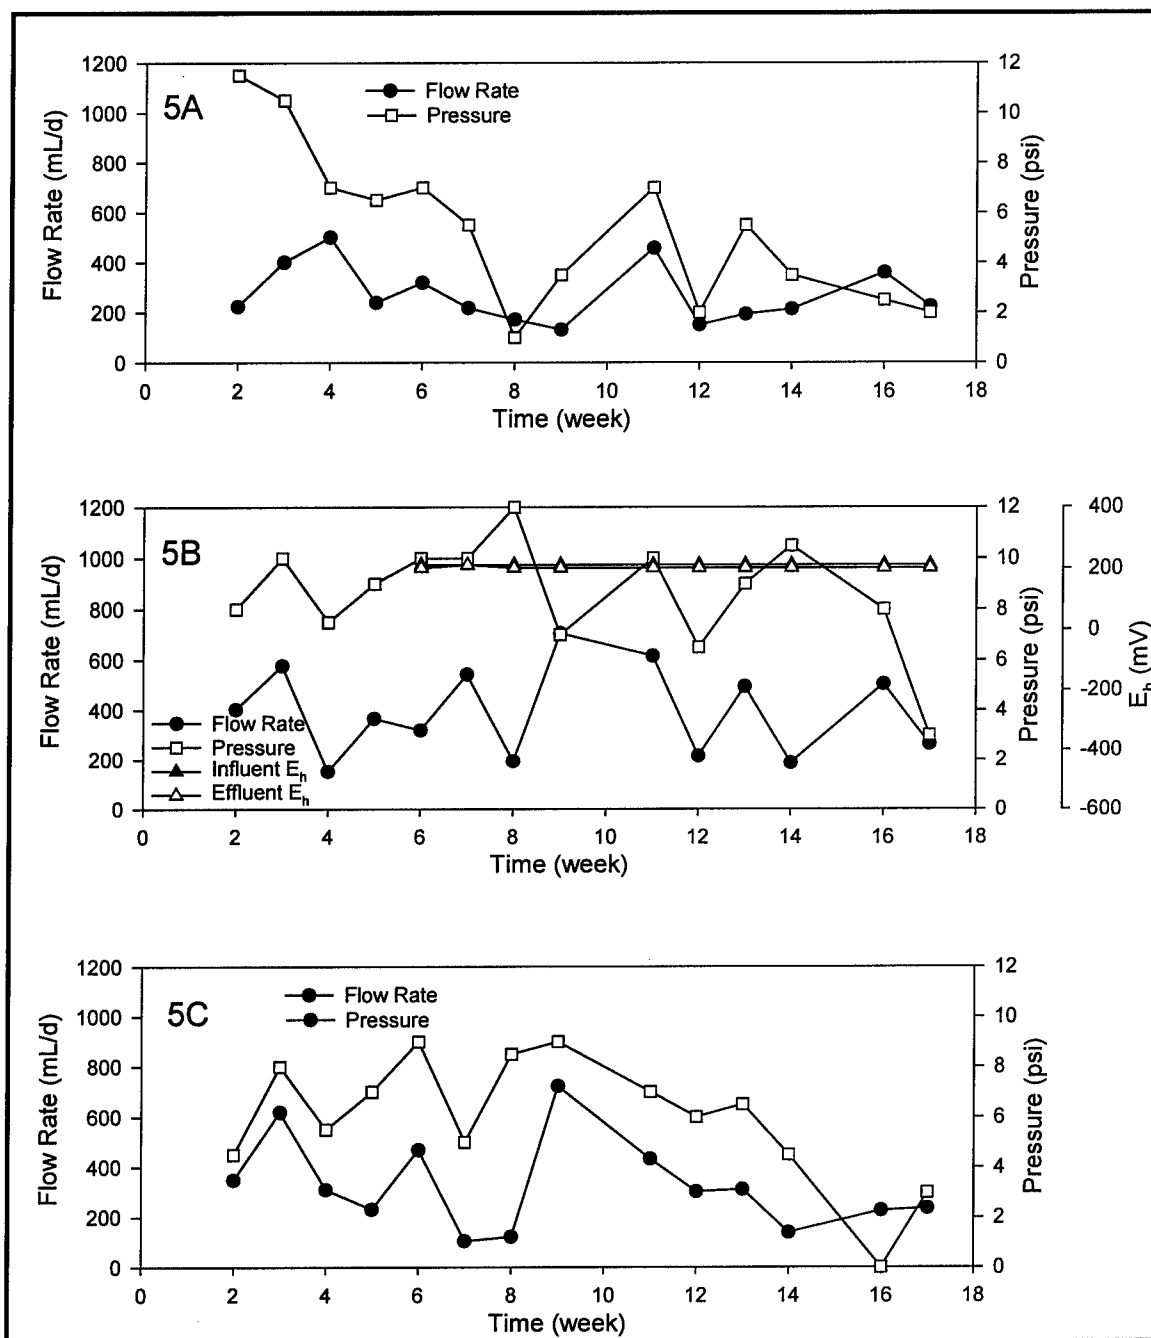 5A
Flow Rate
Pressure
Flow Rate (mL/d)
1200
1000
800
600
400
200
0
12
10
8
6
4
2
0
Pressure (psi)
0 2 4 6 8 10 12 14 16 18
Time (week)
5B
Flow Rate (mL/d)
1200
1000
800
600
400
200
0
Flow Rate
Pressure
Influent Eh
Effluent Eh
12
10
8
6
4
2
0
Pressure (psi)
400
200
0
-200
-400
-600
Eh (mV)
0 2 4 6 8 10 12 14 16 18
Time (week)
5C
Flow Rate
Pressure
Flow Rate (mL/d)
1200
1000
800
600
400
200
0
12
10
8
6
4
2
0
Pressure (psi)
0 2 4 6 8 10 12 14 16 18
Time (week)